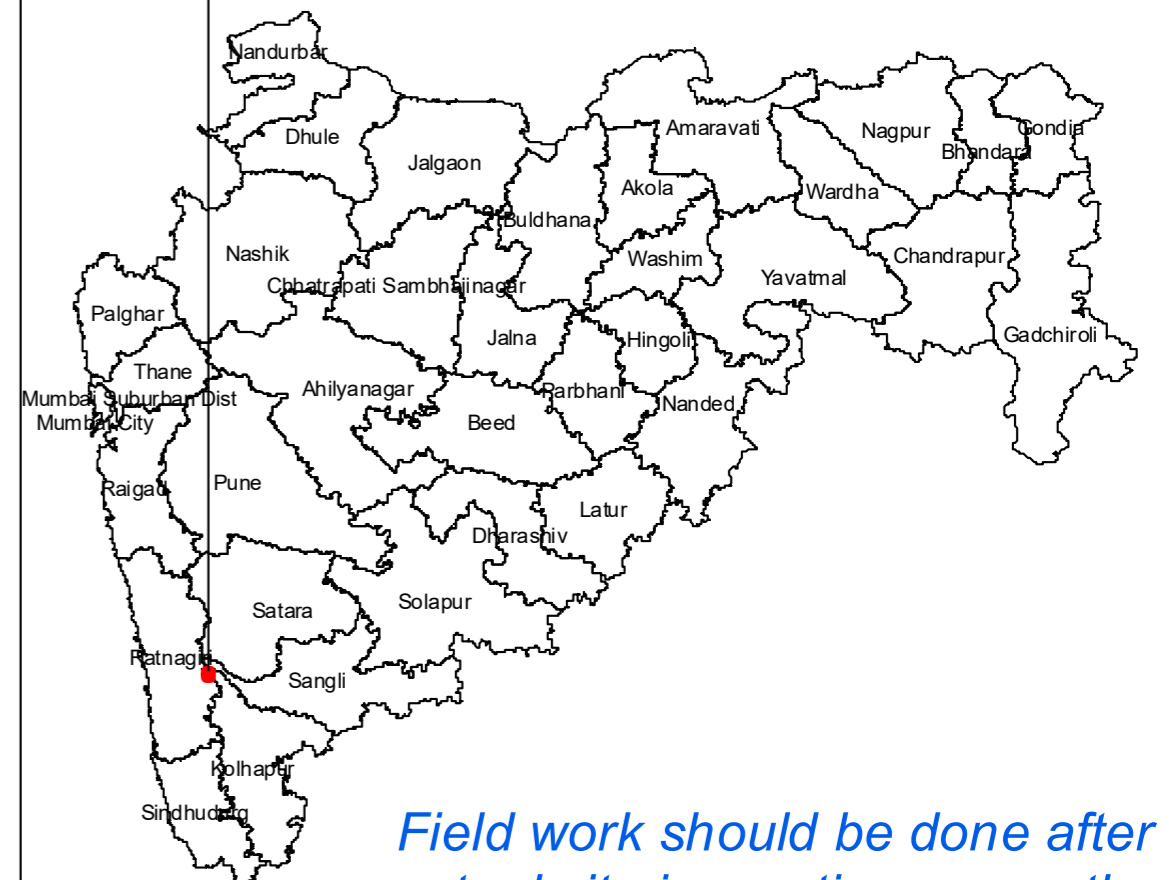 Nandurbar
Dhule
Jalgaon
Amaravati
Nagpur
Gondia
Bhandara
Akola
Wardha
Buldhana
Nashik
Washim
Chandrapur
Yavatmal
Chhatrapati Sambhajinagar
Palghar
Jalna
Hingoli
Gadchiroli
Thane
Ahilyanagar
Parbhani
Mumbai Suburban Dist
Nanded
Mumbai City
Beed
Raigad
Pune
Latur
Dharashiv
Satara
Solapur
Ratnagiri
Sangli
Kolhapur
Sindhudurg
Field work should be done after